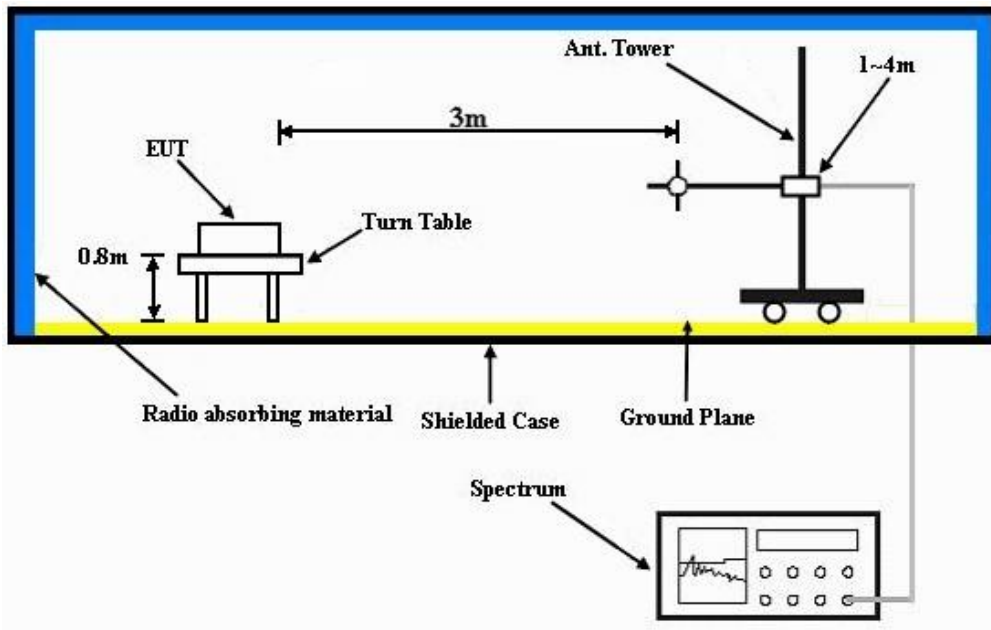 Ant. Tower
1~4m
3m
EUT
Turn Table
0.8m
Radio absorbing material
Shielded Case
Ground Plane
Spectrum